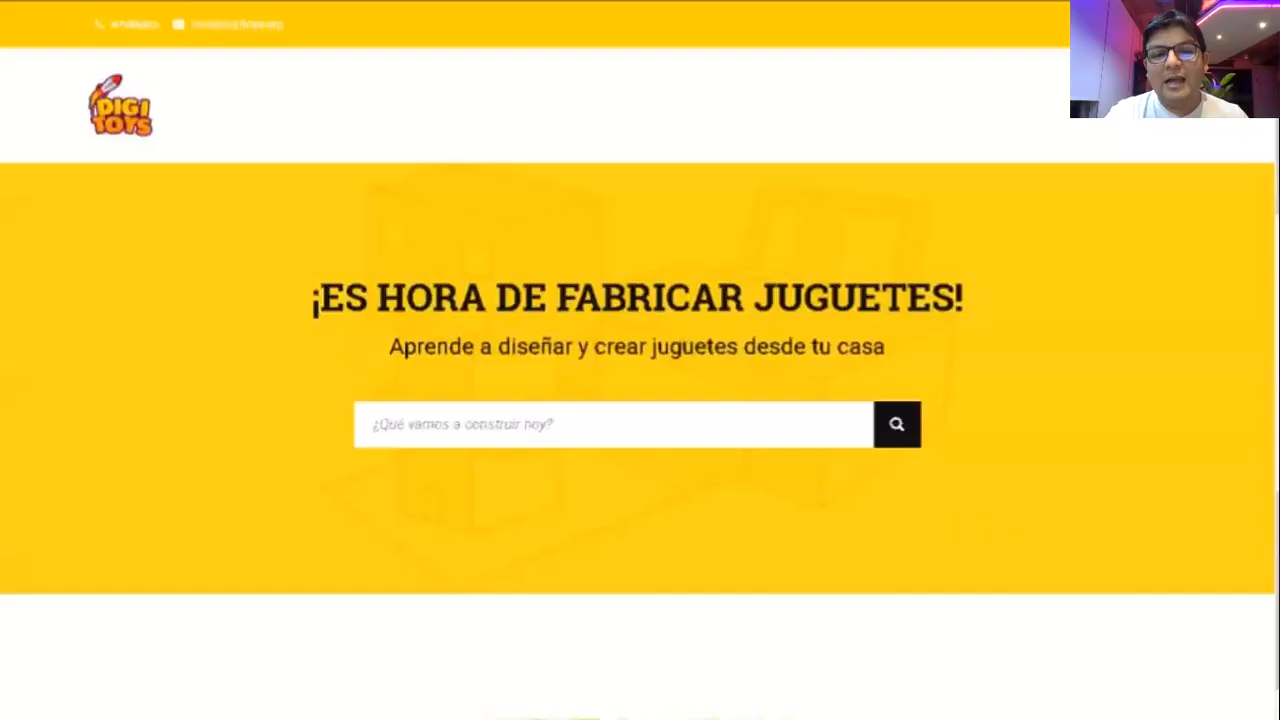 DIGI
TOYS
¡ES HORA DE FABRICAR JUGUETES!
Aprende a diseñar y crear juguetes desde tu casa
¿Qué vamos a construir hoy?